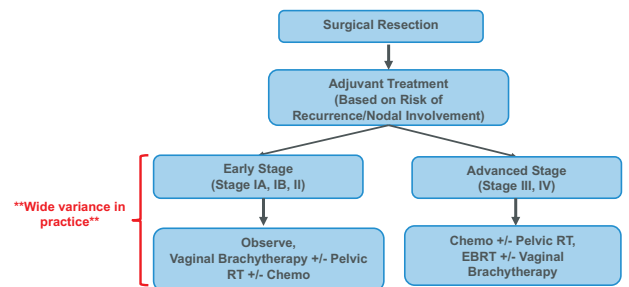 Surgical Resection
Adjuvant Treatment
(Based on Risk of
Recurrence/Nodal Involvement)
Early Stage
(Stage IA, IB, II)
Advanced Stage
(Stage III, IV)
**Wide variance in
practice**
Observe,
Vaginal Brachytherapy +/- Pelvic
RT +/- Chemo
Chemo +/- Pelvic RT,
EBRT +/- Vaginal
Brachytherapy